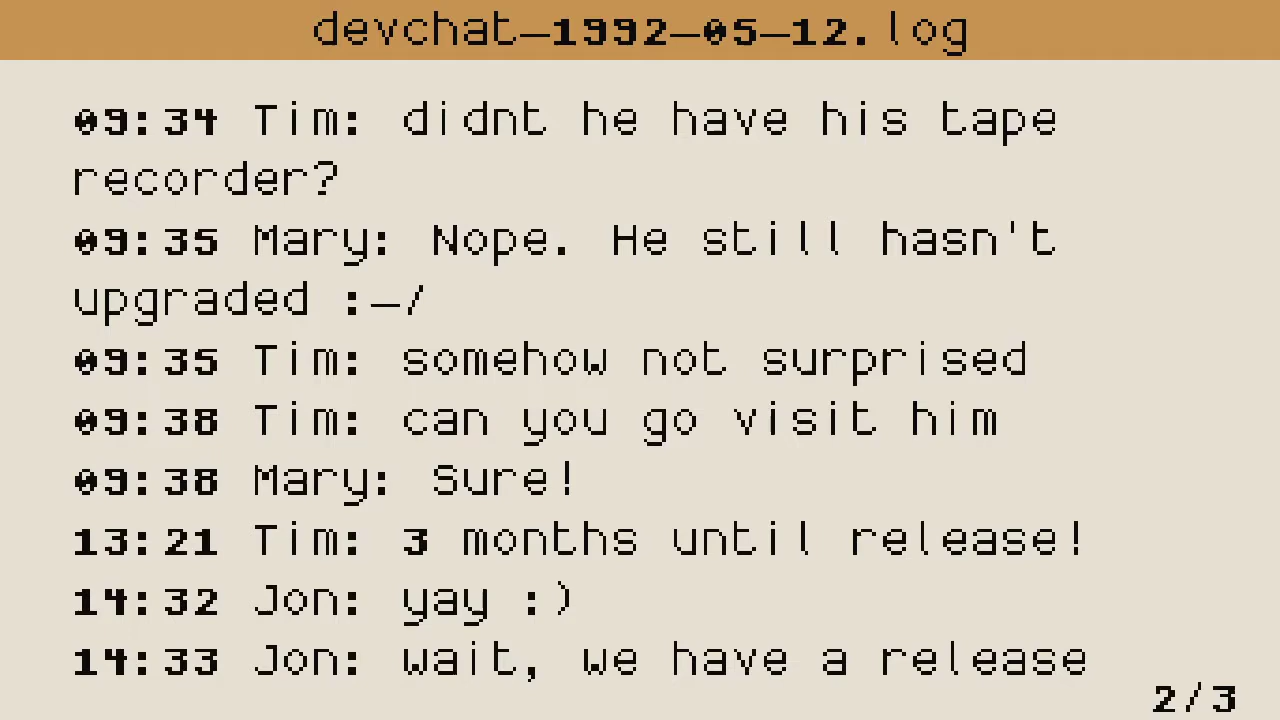 devchat-1992-05-12.log
09:34 Tim: didnt he have his tape
recorder?
09:35 Mary: Nope. He still hasn't
upgraded :-/
09:35 Tim: somehow not surprised
09:38 Tim: can you go visit him
09:38 Mary: Sure!
13:21 Tim: 3 months until release!
14:32 Jon: yay :)
14:33 Jon: wait, we have a release
2/3